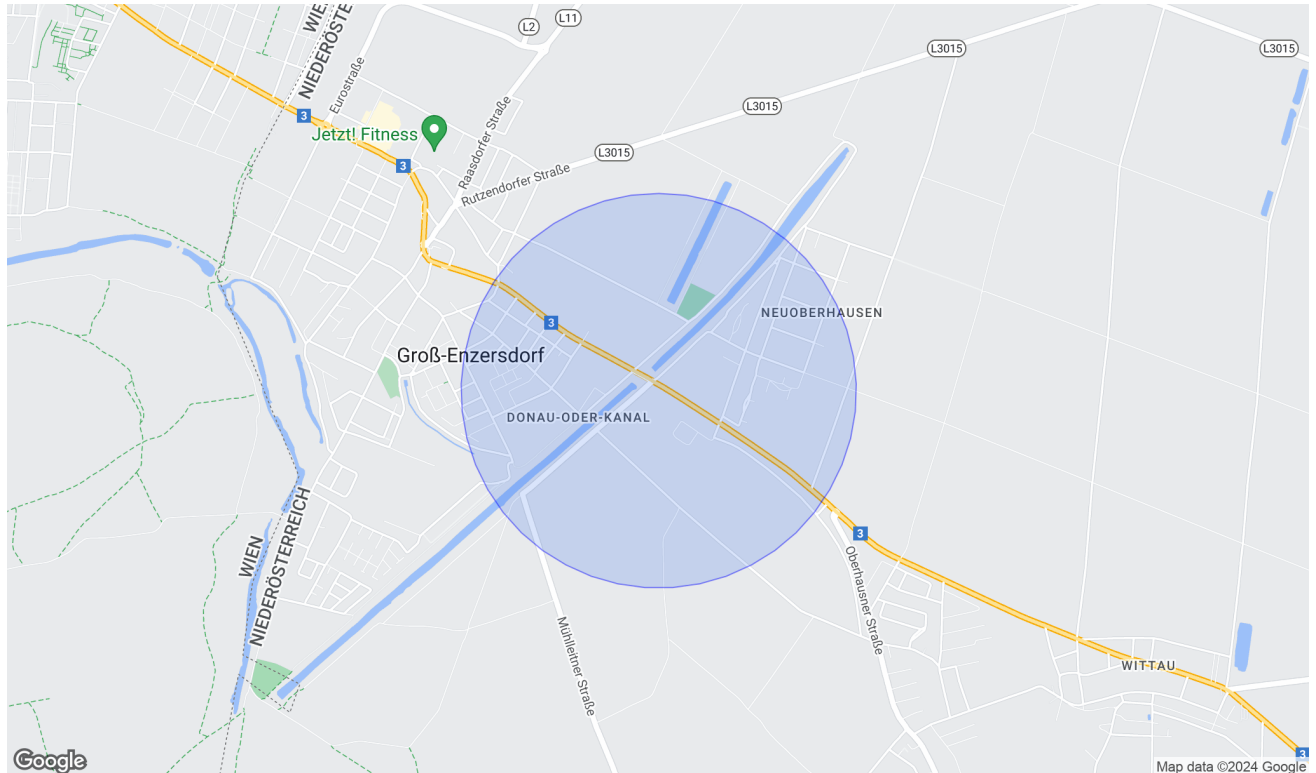 L2
L11
WIEN
NIEDERÖSTERREICH
L3015
L3015
Eurostraße
3
Jetzt! Fitness
3
Raasdorfer Straße
L3015
L3015
Rutzendorfer Straße
NEUOBERHAUSEN
3
Groß-Enzersdorf
DONAU-ODER-KANAL
WIEN
NIEDERÖSTERREICH
3
Oberhausner Straße
Mühlleitner Straße
WITTAU
3
Google
Map data ©2024 Google